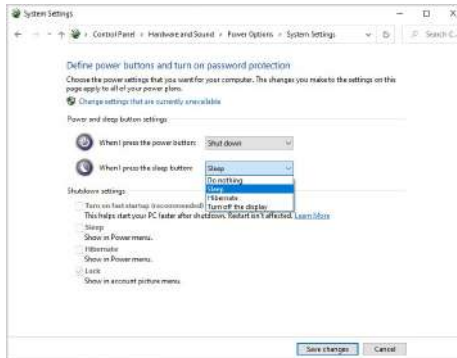 System Settings
Control Panel > Hardware and Sound > Power Options > System Settings
Search C...
Define power buttons and turn on password protection
Choose the power settings that you want for your computer. The changes you make to the settings on this
page apply to all of your power plans.
Change settings that are currently unavailable
Power and sleep button settings
When I press the power button: Shut down
When I press the sleep button: Sleep
Do nothing
Sleep
Hibernate
Turn off the display
Shutdown settings
Turn on fast startup (recommended)
This helps start your PC faster after shutdown. Restart isn't affected. Learn More
Sleep
Show in Power menu.
Hibernate
Show in Power menu.
Lock
Show in account picture menu.
Save changes Cancel